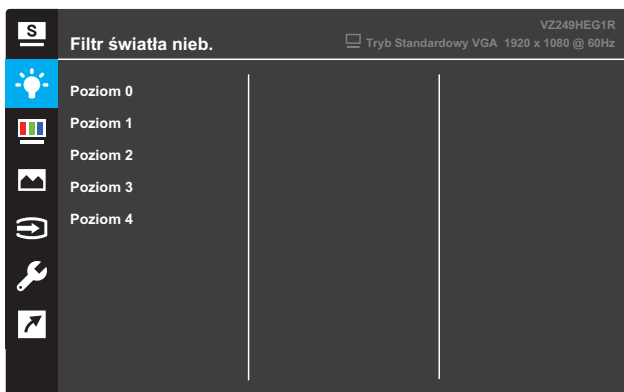 S
VZ249HEG1R
Filtr światła nieb.
Tryb Standardowy VGA 1920 x 1080 @ 60Hz
Poziom 0
Poziom 1
Poziom 2
Poziom 3
Poziom 4